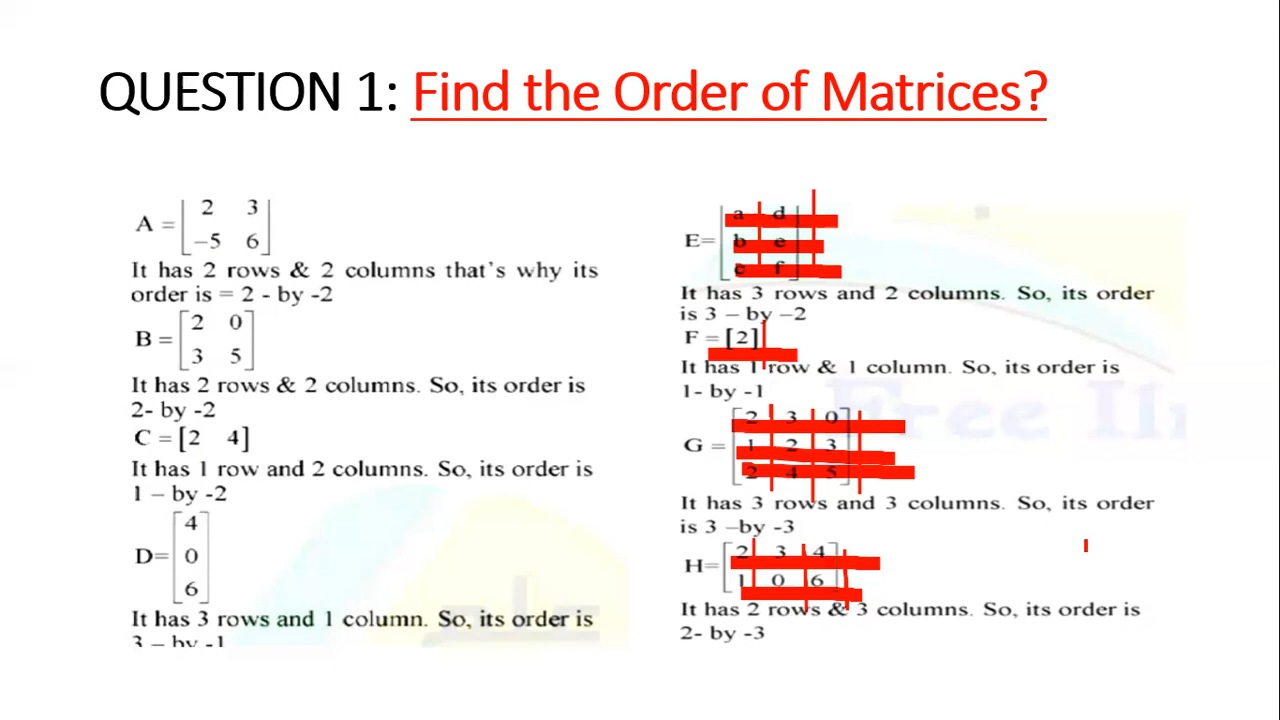 QUESTION 1: Find the Order of Matrices?
2 3
A =
−5 6
It has 2 rows & 2 columns that's why its
order is = 2 - by -2
2 0
B =
3 5
It has 2 rows & 2 columns. So, its order is
2- by -2
C = [2 4]
It has 1 row and 2 columns. So, its order is
1 – by -2
4
D= 0
6
It has 3 rows and 1 column. So, its order is
3 – by -1
a d
E= b e
c f
It has 3 rows and 2 columns. So, its order
is 3 – by –2
F = [2]
It has 1 row & 1 column. So, its order is
1- by -1
2 3 0
G = 1 2 3
2 4 5
It has 3 rows and 3 columns. So, its order
is 3 –by -3
2 3 4
H=
1 0 6
It has 2 rows & 3 columns. So, its order is
2- by -3
Free